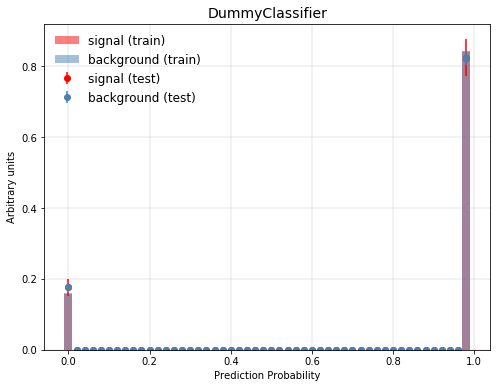 DummyClassifier
signal (train)
background (train)
signal (test)
background (test)
Arbitrary units
0.8
0.6
0.4
0.2
0.0
0.0 0.2 0.4 0.6 0.8 1.0
Prediction Probability